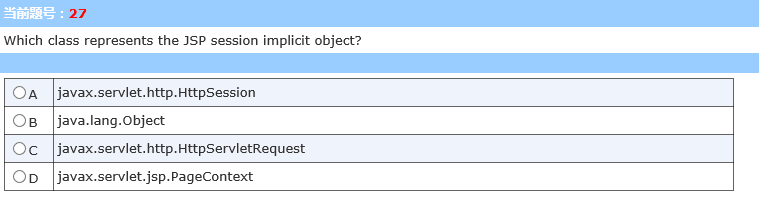 当前题号：27
Which class represents the JSP session implicit object?
A javax.servlet.http.HttpSession
B java.lang.Object
C javax.servlet.http.HttpServletRequest
D javax.servlet.jsp.PageContext